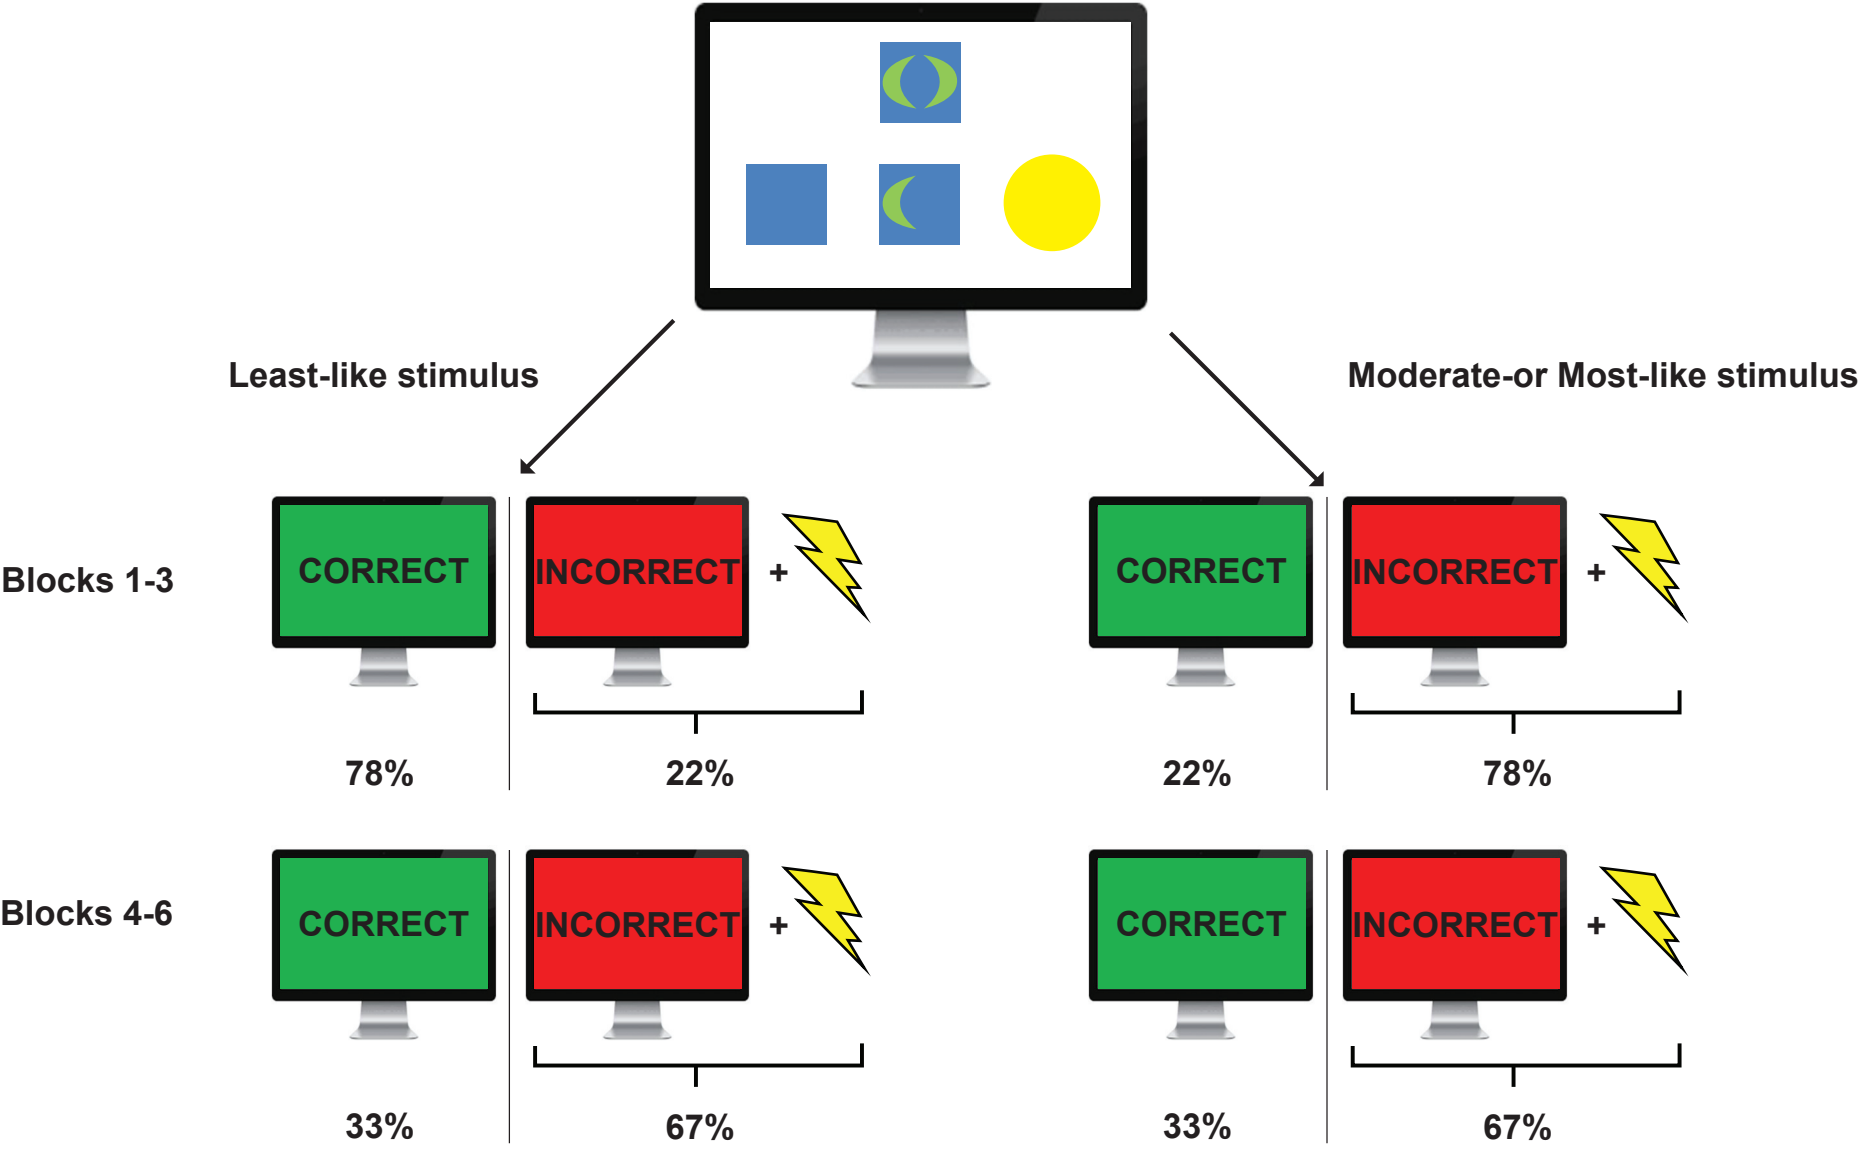 Least-like stimulus
Moderate-or Most-like stimulus
Blocks 1-3
CORRECT
INCORRECT
+
CORRECT
INCORRECT
+
78%
22%
22%
78%
Blocks 4-6
CORRECT
INCORRECT
+
CORRECT
INCORRECT
+
33%
67%
33%
67%